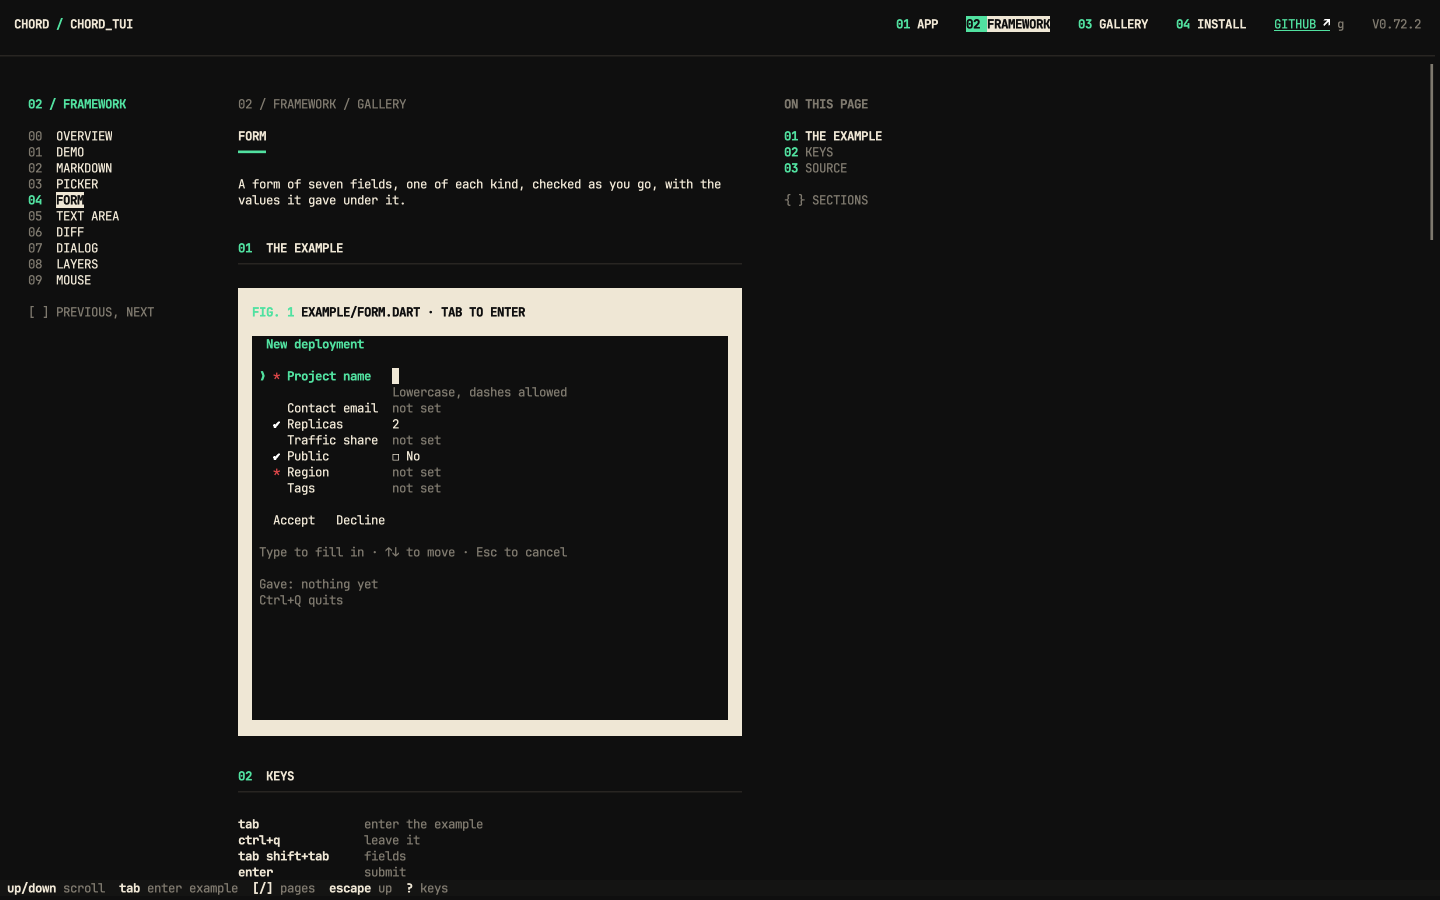 CHORD / CHORD_TUI
01 APP 02 FRAMEWORK 03 GALLERY 04 INSTALL GITHUB ↗ g V0.72.2
02 / FRAMEWORK
00 OVERVIEW
01 DEMO
02 MARKDOWN
03 PICKER
04 FORM
05 TEXT AREA
06 DIFF
07 DIALOG
08 LAYERS
09 MOUSE
[ ] PREVIOUS, NEXT
02 / FRAMEWORK / GALLERY
FORM
A form of seven fields, one of each kind, checked as you go, with the
values it gave under it.
01 THE EXAMPLE
FIG. 1 EXAMPLE/FORM.DART · TAB TO ENTER
New deployment
❯ * Project name
Lowercase, dashes allowed
Contact email not set
✔ Replicas 2
Traffic share not set
✔ Public ☐ No
* Region not set
Tags not set
Accept Decline
Type to fill in · ↑↓ to move · Esc to cancel
Gave: nothing yet
Ctrl+Q quits
02 KEYS
tab enter the example
ctrl+q leave it
tab shift+tab fields
enter submit
ON THIS PAGE
01 THE EXAMPLE
02 KEYS
03 SOURCE
{ } SECTIONS
up/down scroll tab enter example [/] pages escape up ? keys